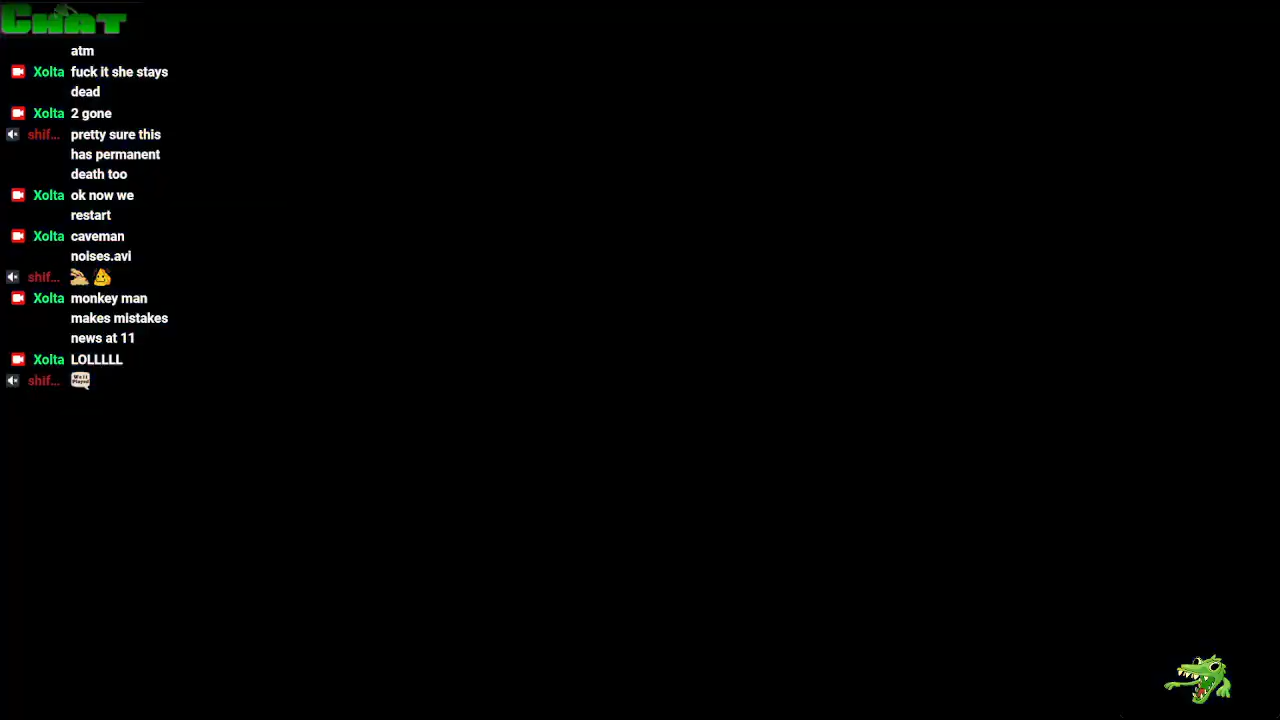 Chat
atm
Xolta fuck it she stays
dead
Xolta 2 gone
shif... pretty sure this
has permanent
death too
Xolta ok now we
restart
Xolta caveman
noises.avi
shif...
Xolta monkey man
makes mistakes
news at 11
Xolta LOLLLLL
shif... Well
Played